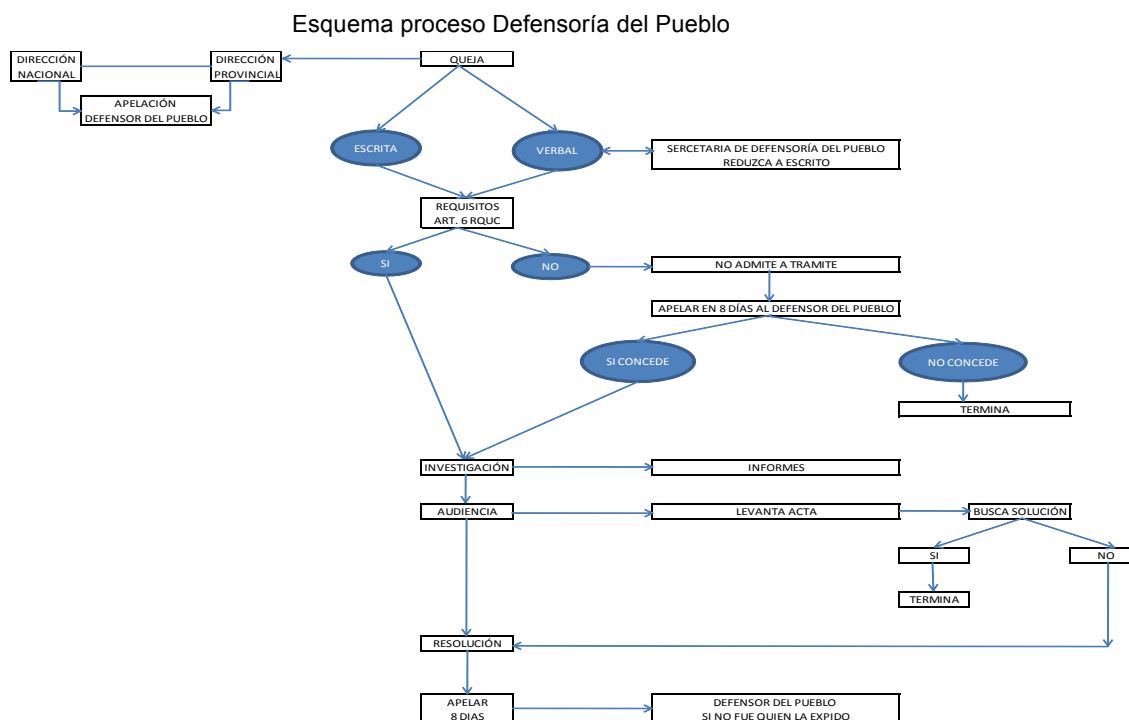 Esquema proceso Defensoría del Pueblo
DIRECCIÓN
NACIONAL
DIRECCIÓN
PROVINCIAL
QUEJA
APELACIÓN
DEFENSOR DEL PUEBLO
ESCRITA
VERBAL
SERCETARIA DE DEFENSORÍA DEL PUEBLO
REDUZCA A ESCRITO
REQUISITOS
ART. 6 RQUC
SI
NO
NO ADMITE A TRAMITE
APELAR EN 8 DÍAS AL DEFENSOR DEL PUEBLO
SI CONCEDE
NO CONCEDE
TERMINA
INVESTIGACIÓN
INFORMES
AUDIENCIA
LEVANTA ACTA
BUSCA SOLUCIÓN
SI
NO
TERMINA
RESOLUCIÓN
APELAR
8 DIAS
DEFENSOR DEL PUEBLO
SI NO FUE QUIEN LA EXPIDO